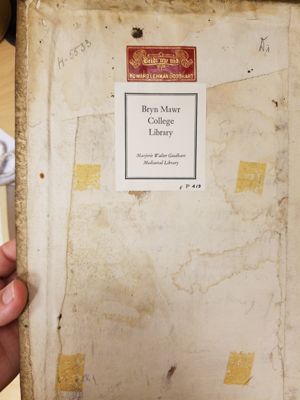 H-5533
HOWARD LEHMAN GOODHART
Bryn Mawr
College
Library
Marjorie Walter Goodhart
Mediaeval Library